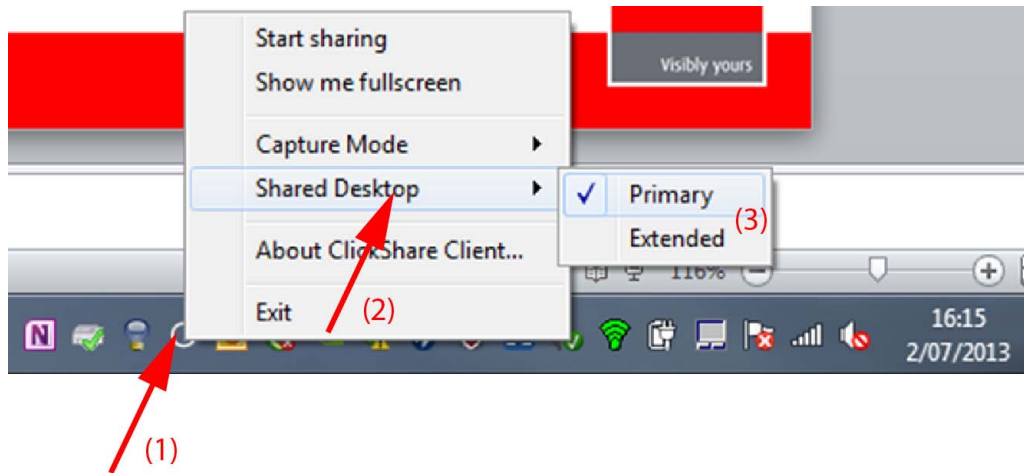 Start sharing
Show me fullscreen
Visibly yours
Capture Mode
Shared Desktop
Primary
(3)
Extended
About ClickShare Client...
116%
Exit
(2)
16:15
2/07/2013
(1)